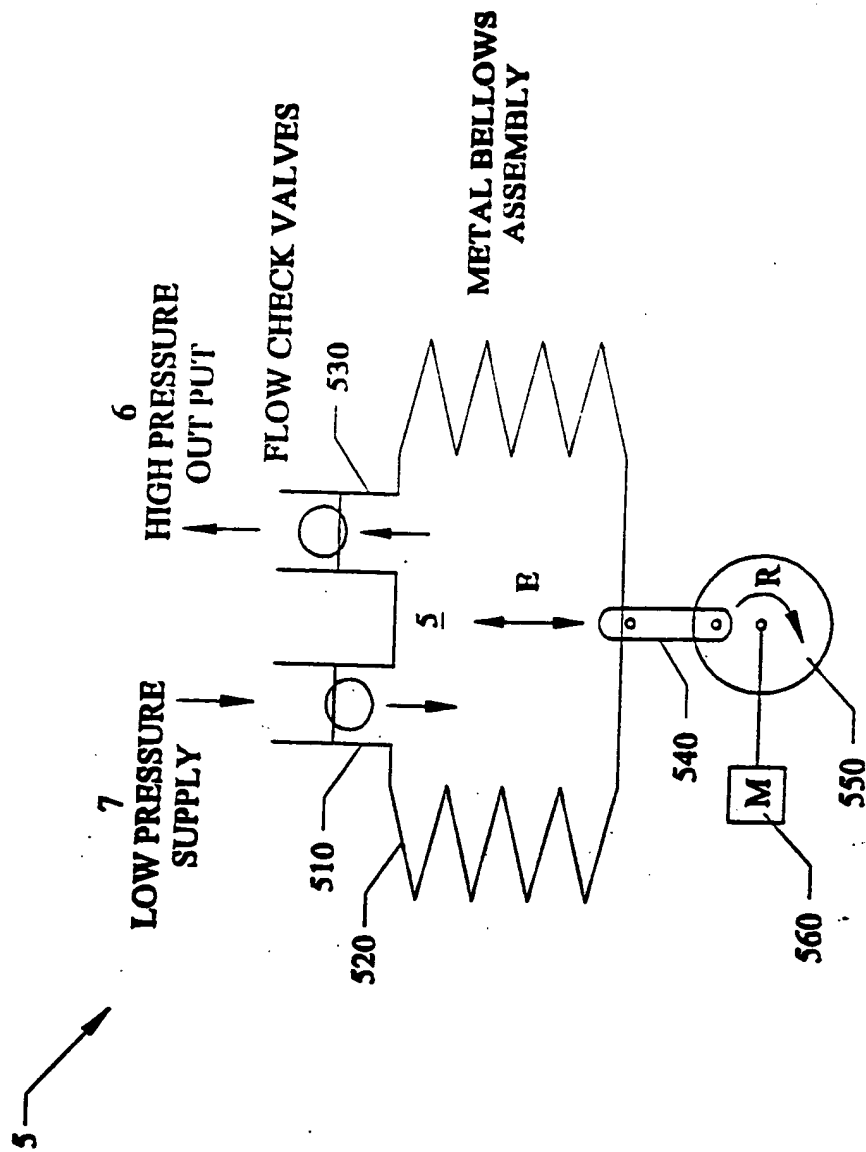 5
7
LOW PRESSURE
SUPPLY
6
HIGH PRESSURE
OUT PUT
FLOW CHECK VALVES
510
530
520
5
E
METAL BELLOWS
ASSEMBLY
540
R
M
560
550